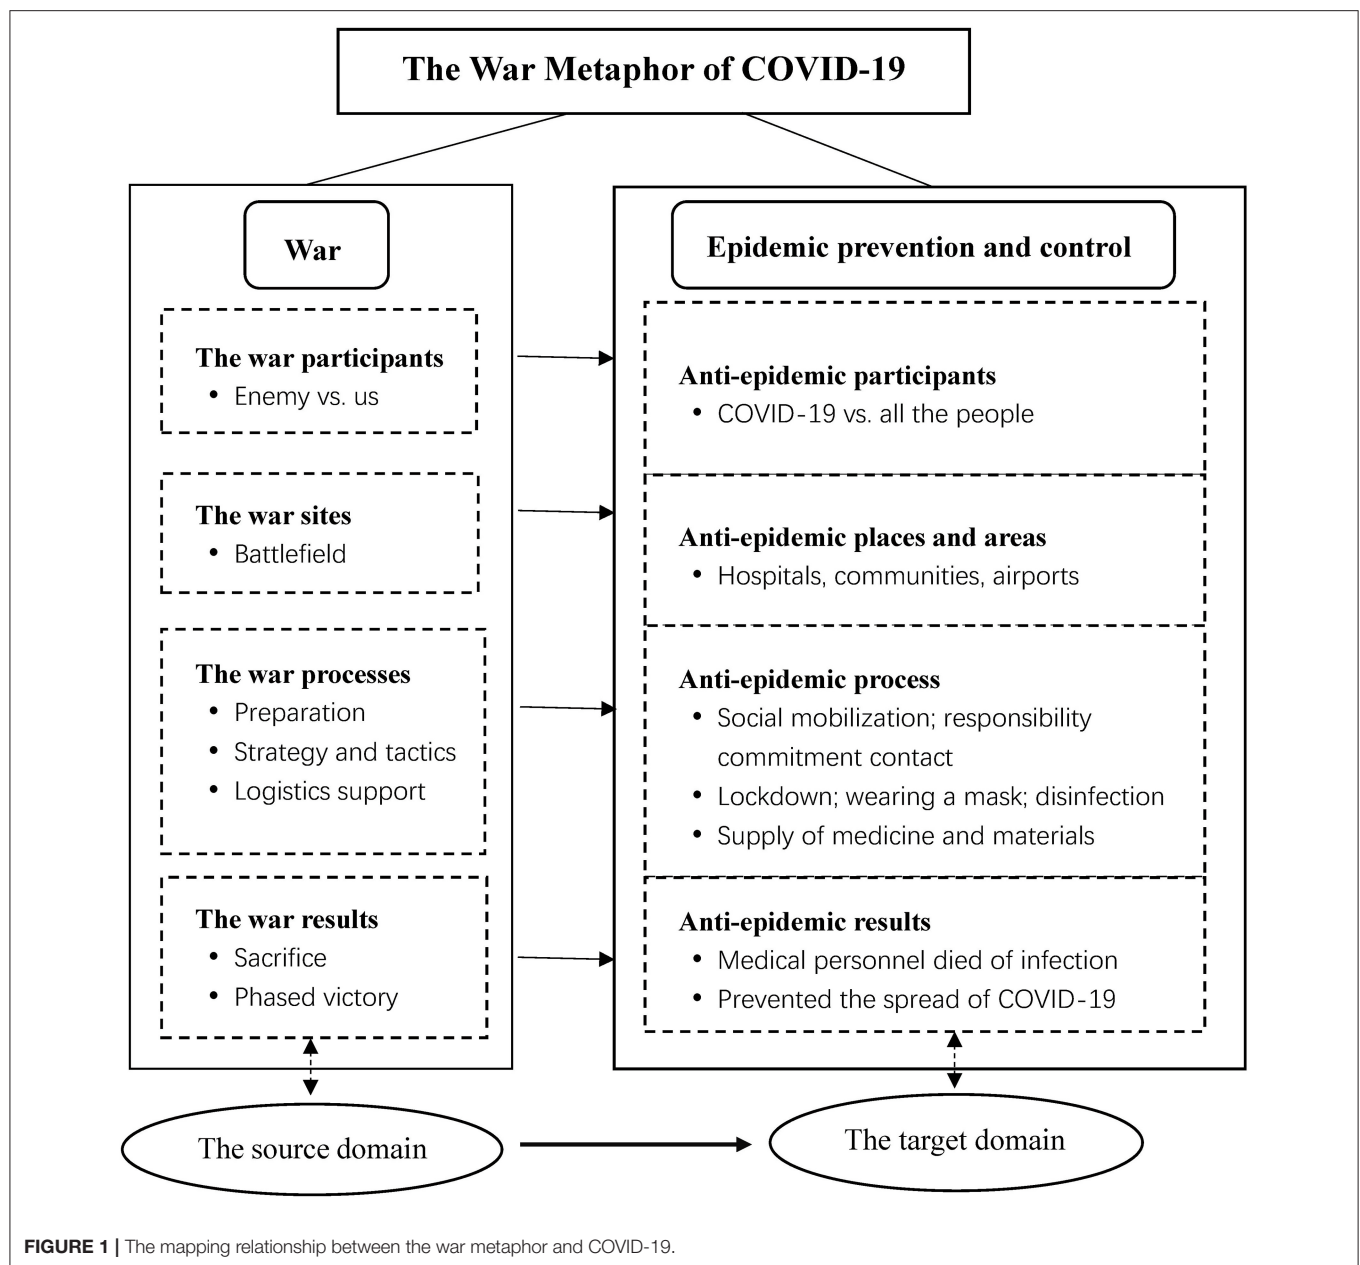 The War Metaphor of COVID-19
War
The war participants
• Enemy vs. us
The war sites
• Battlefield
The war processes
• Preparation
• Strategy and tactics
• Logistics support
The war results
• Sacrifice
• Phased victory
The source domain
Epidemic prevention and control
Anti-epidemic participants
• COVID-19 vs. all the people
Anti-epidemic places and areas
• Hospitals, communities, airports
Anti-epidemic process
• Social mobilization; responsibility
commitment contact
• Lockdown; wearing a mask; disinfection
• Supply of medicine and materials
Anti-epidemic results
• Medical personnel died of infection
• Prevented the spread of COVID-19
The target domain
FIGURE 1 | The mapping relationship between the war metaphor and COVID-19.